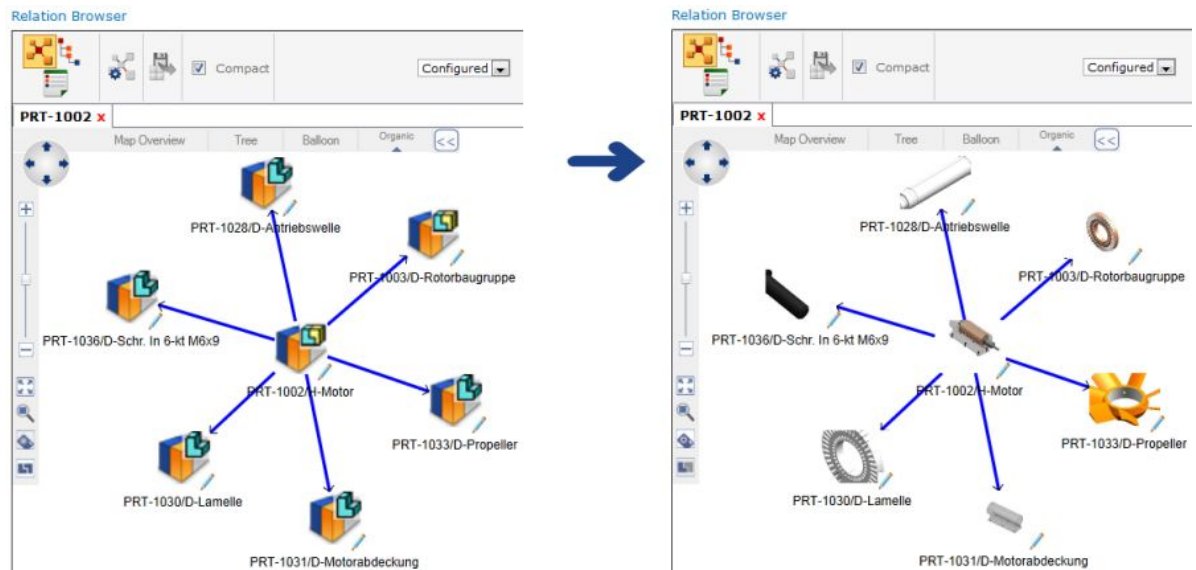 Relation Browser
Compact
Configured
PRT-1002 x
Map Overview Tree Balloon Organic <<
PRT-1028/D-Antriebswelle
PRT-1003/D-Rotorbaugruppe
PRT-1036/D-Schr. In 6-kt M6x9
PRT-1002/H-Motor
PRT-1033/D-Propeller
PRT-1030/D-Lamelle
PRT-1031/D-Motorabdeckung
Relation Browser
Compact
Configured
PRT-1002 x
Map Overview Tree Balloon Organic <<
PRT-1028/D-Antriebswelle
PRT-1003/D-Rotorbaugruppe
PRT-1036/D-Schr. In 6-kt M6x9
PRT-1002/H-Motor
PRT-1033/D-Propeller
PRT-1030/D-Lamelle
PRT-1031/D-Motorabdeckung